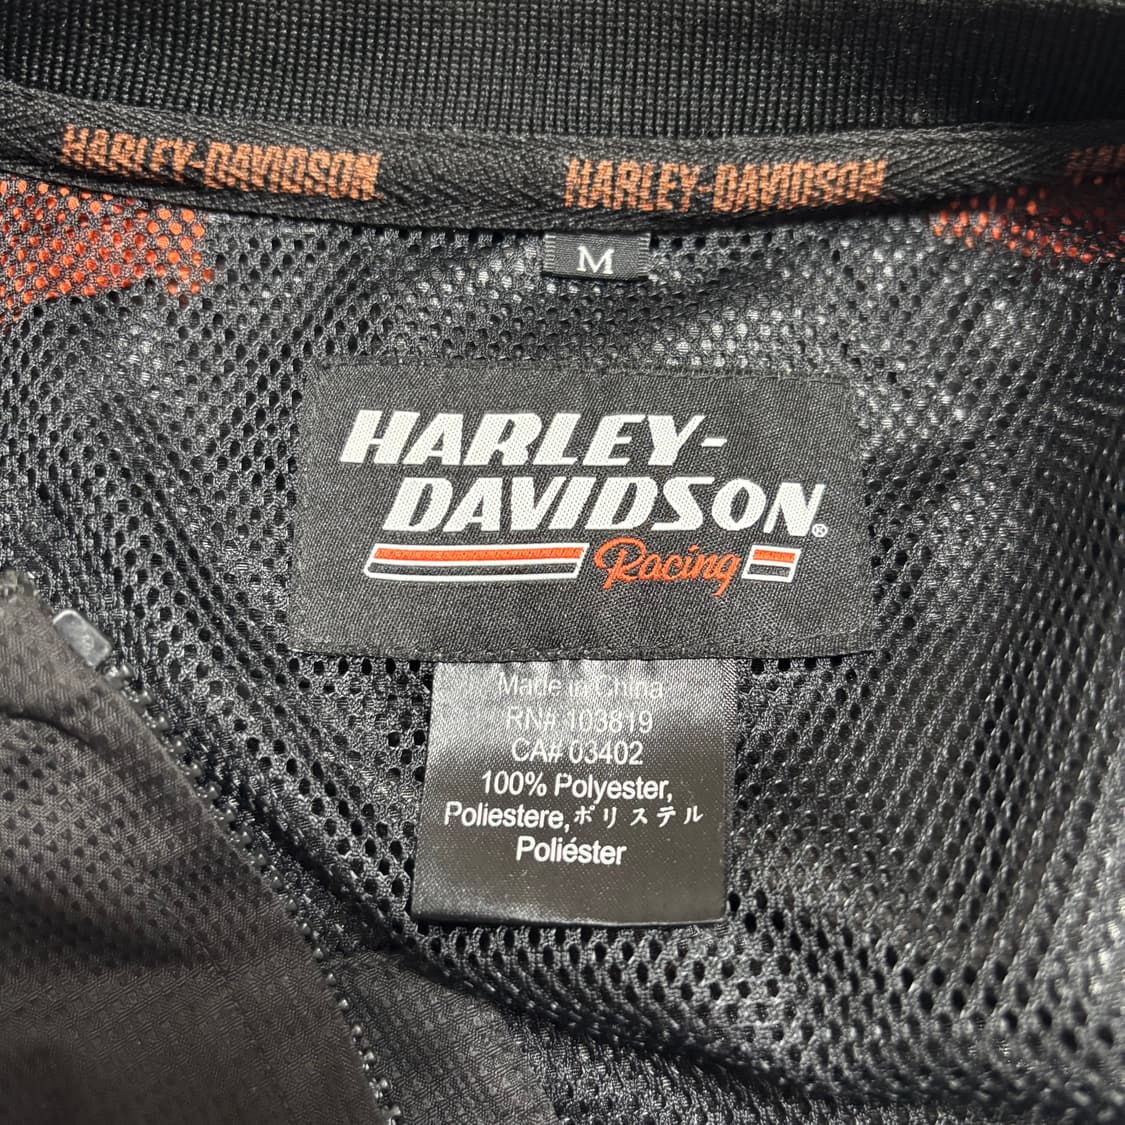 HARLEY-DAVIDSON HARLEY-DAVIDSON
M
HARLEY-
DAVIDSON®
Racing
Made in China
RN# 103819
CA# 03402
100% Polyester,
Poliestere,ポリステル
Poliéster